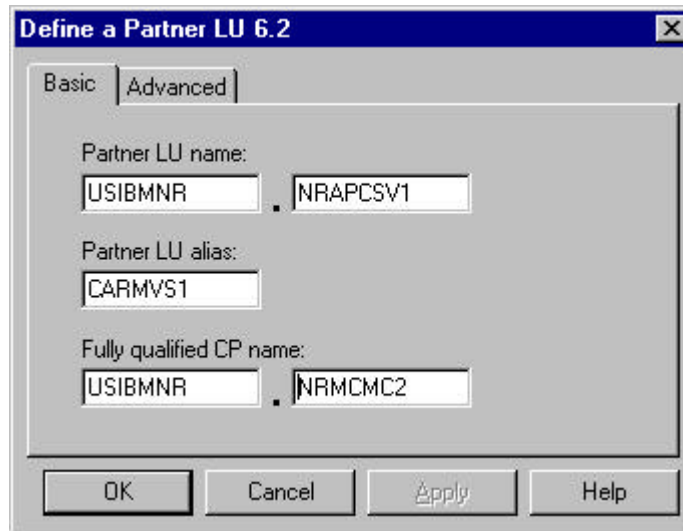 Define a Partner LU 6.2
Basic Advanced
Partner LU name:
USIBMNR . NRAPCSV1
Partner LU alias:
CARMVS1
Fully qualified CP name:
USIBMNR . NRMCMC2
OK Cancel Apply Help